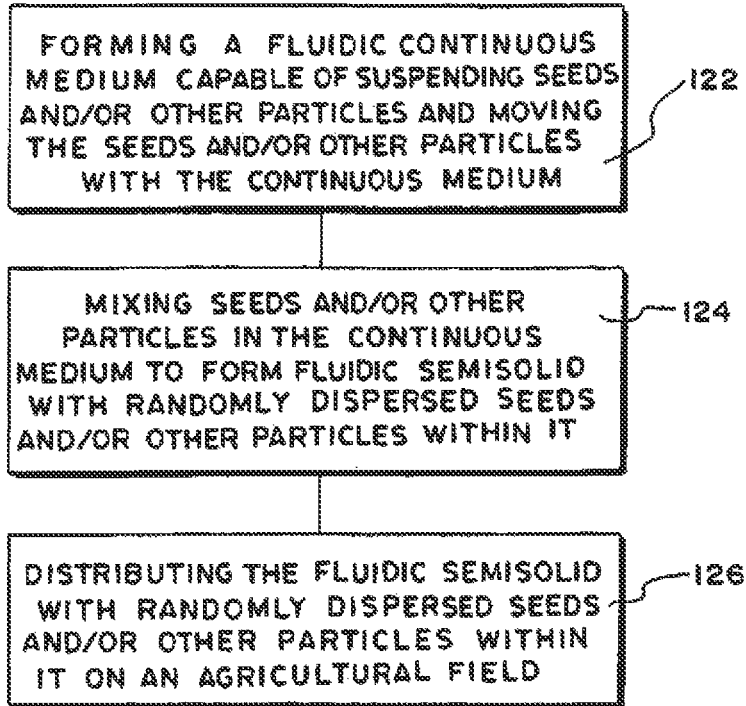 FORMING A FLUIDIC CONTINUOUS
MEDIUM CAPABLE OF SUSPENDING SEEDS
AND/OR OTHER PARTICLES AND MOVING
THE SEEDS AND/OR OTHER PARTICLES
WITH THE CONTINUOUS MEDIUM
122
MIXING SEEDS AND/OR OTHER
PARTICLES IN THE CONTINUOUS
MEDIUM TO FORM FLUIDIC SEMISOLID
WITH RANDOMLY DISPERSED SEEDS
AND/OR OTHER PARTICLES WITHIN IT
124
DISTRIBUTING THE FLUIDIC SEMISOLID
WITH RANDOMLY DISPERSED SEEDS
AND/OR OTHER PARTICLES WITHIN
IT ON AN AGRICULTURAL FIELD
126